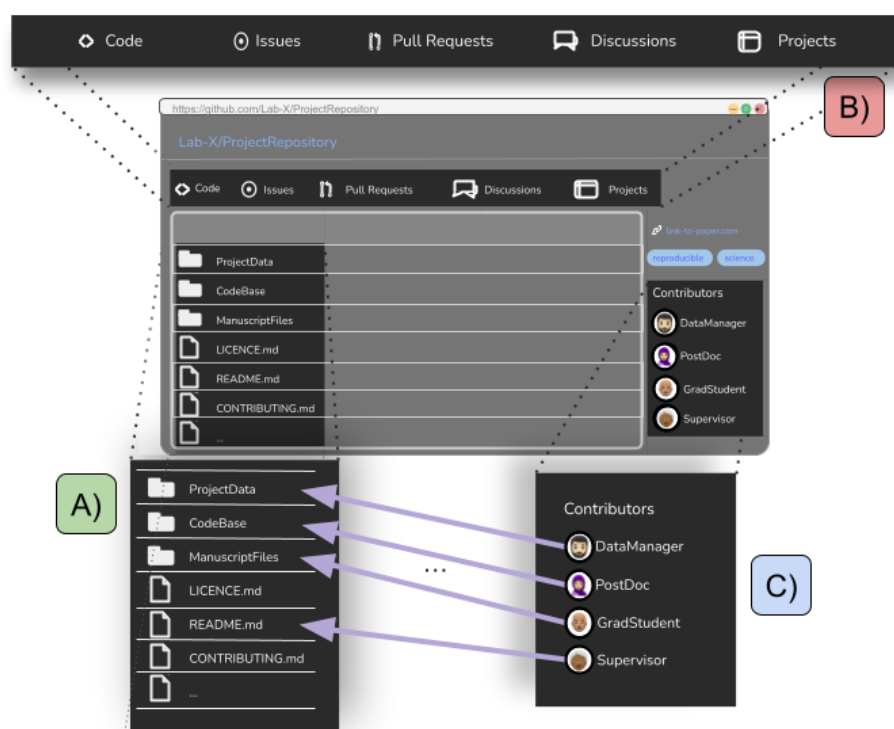 Code Issues Pull Requests Discussions Projects
B)
https://github.com/Lab-X/ProjectRepository
Lab-X/ProjectRepository
Code Issues Pull Requests Discussions Projects
link-to-paper.com
reproducible science
ProjectData
CodeBase
ManuscriptFiles
LICENCE.md
README.md
CONTRIBUTING.md
...
Contributors
DataManager
PostDoc
GradStudent
Supervisor
A)
ProjectData
CodeBase
ManuscriptFiles
LICENCE.md
README.md
CONTRIBUTING.md
...
...
Contributors
DataManager
PostDoc
GradStudent
Supervisor
C)